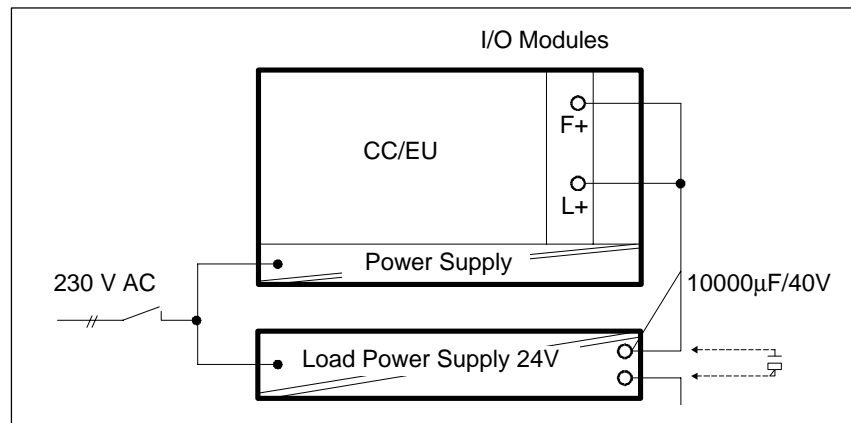 I/O Modules
F+
CC/EU
L+
Power Supply
230 V AC
10000μF/40V
Load Power Supply 24V